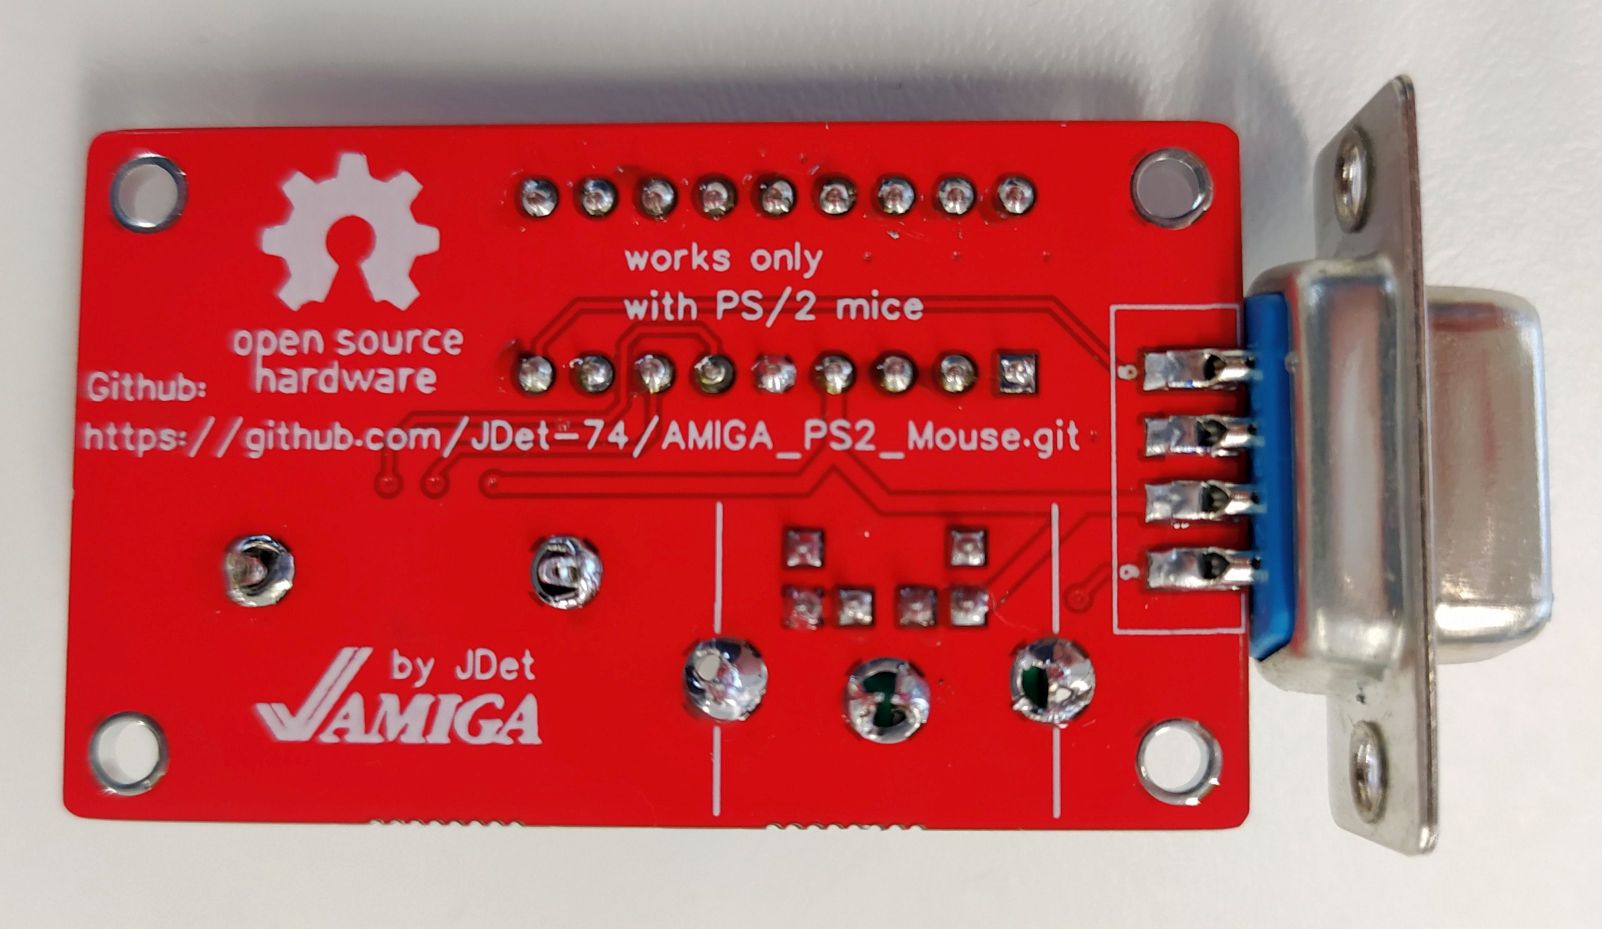 works only
with PS/2 mice
open source
hardware
Github:
https://github.com/JDet-74/AMIGA_PS2_Mouse.git
6
9
by JDet
AMIGA